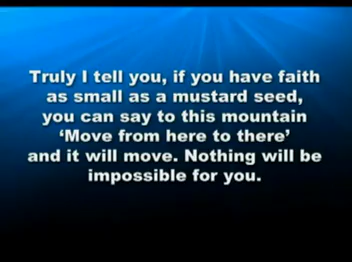 Truly I tell you, if you have faith
as small as a mustard seed,
you can say to this mountain
‘Move from here to there’
and it will move. Nothing will be
impossible for you.